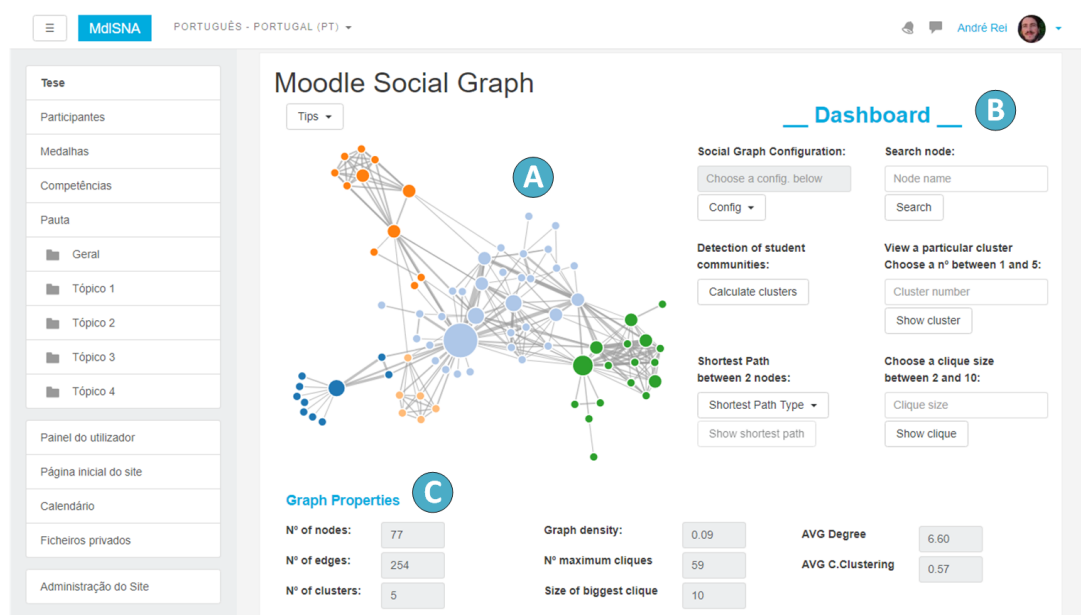 MdlSNA
PORTUGUÊS - PORTUGAL (PT)
André Rei
Tese
Participantes
Medalhas
Competências
Pauta
Geral
Tópico 1
Tópico 2
Tópico 3
Tópico 4
Painel do utilizador
Página inicial do site
Calendário
Ficheiros privados
Administração do Site
Moodle Social Graph
Tips
A
__ Dashboard __
B
Social Graph Configuration:
Choose a config. below
Config
Search node:
Node name
Search
Detection of student
communities:
Calculate clusters
View a particular cluster
Choose a nº between 1 and 5:
Cluster number
Show cluster
Shortest Path
between 2 nodes:
Shortest Path Type
Show shortest path
Choose a clique size
between 2 and 10:
Clique size
Show clique
Graph Properties
C
Nº of nodes: 77
Nº of edges: 254
Nº of clusters: 5
Graph density: 0.09
Nº maximum cliques 59
Size of biggest clique 10
AVG Degree 6.60
AVG C.Clustering 0.57